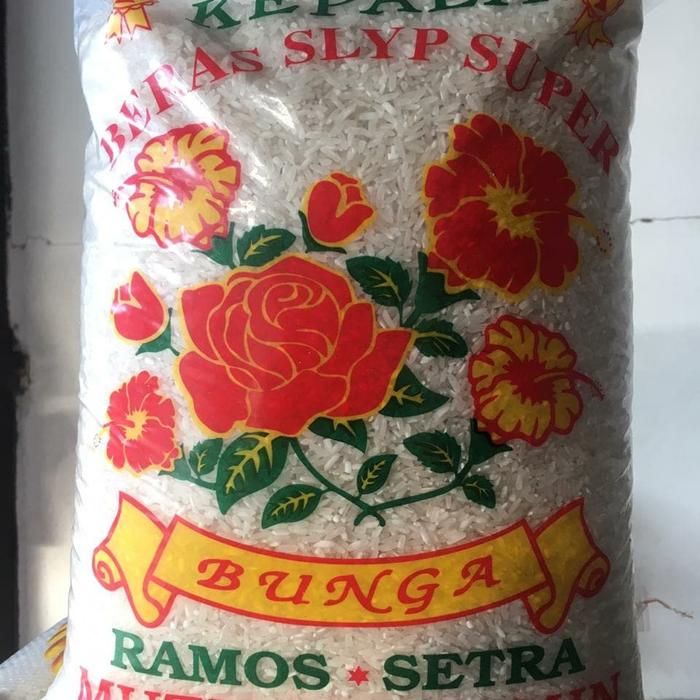 KEPALA
BERAS SLYP SUPER
BUNGA
RAMOS * SETRA